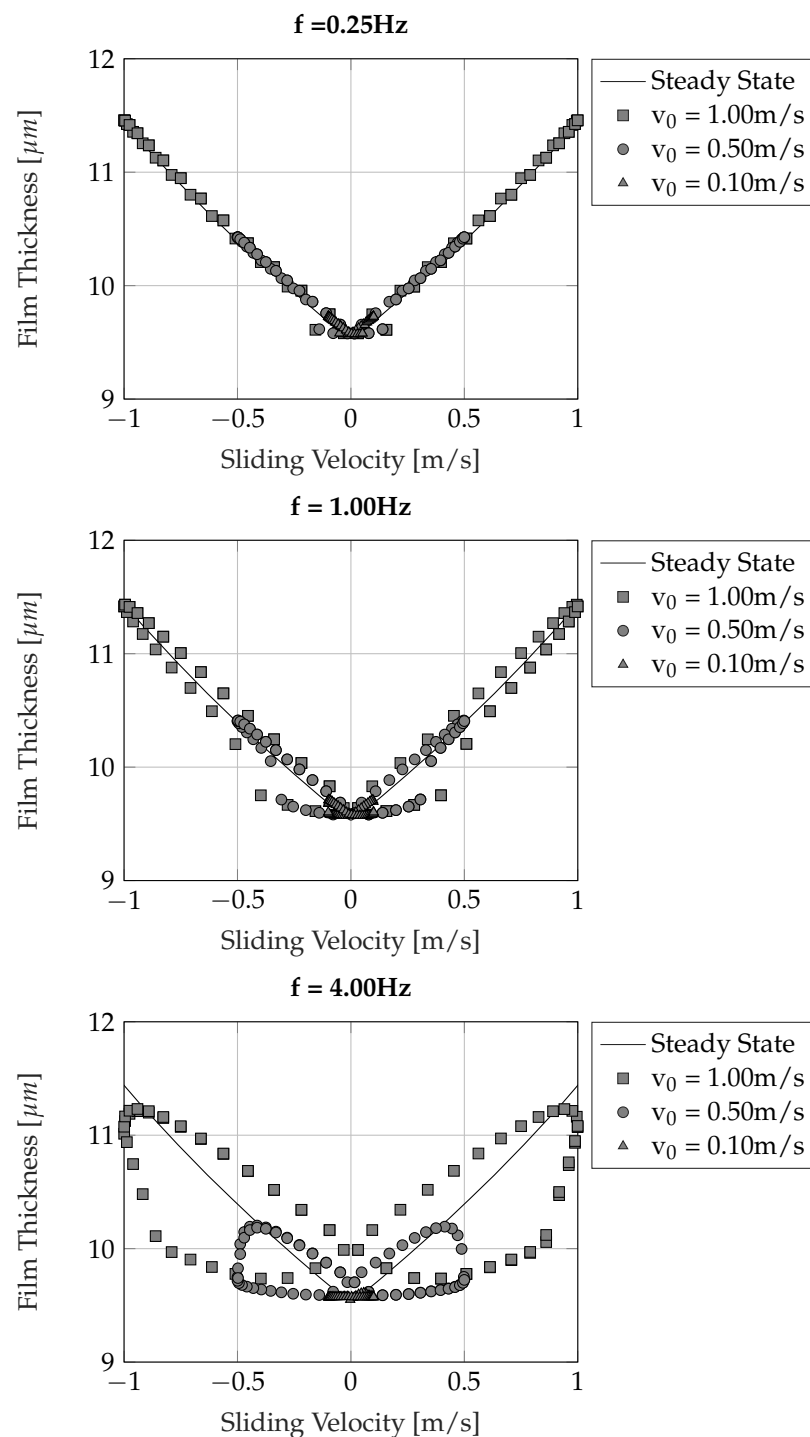 f =0.25Hz
12
11
10
9
Film Thickness [μm]
−1
−0.5
0
0.5
1
Sliding Velocity [m/s]
Steady State
v₀ = 1.00m/s
v₀ = 0.50m/s
v₀ = 0.10m/s
f = 1.00Hz
12
11
10
9
Film Thickness [μm]
−1
−0.5
0
0.5
1
Sliding Velocity [m/s]
Steady State
v₀ = 1.00m/s
v₀ = 0.50m/s
v₀ = 0.10m/s
f = 4.00Hz
12
11
10
9
Film Thickness [μm]
−1
−0.5
0
0.5
1
Sliding Velocity [m/s]
Steady State
v₀ = 1.00m/s
v₀ = 0.50m/s
v₀ = 0.10m/s